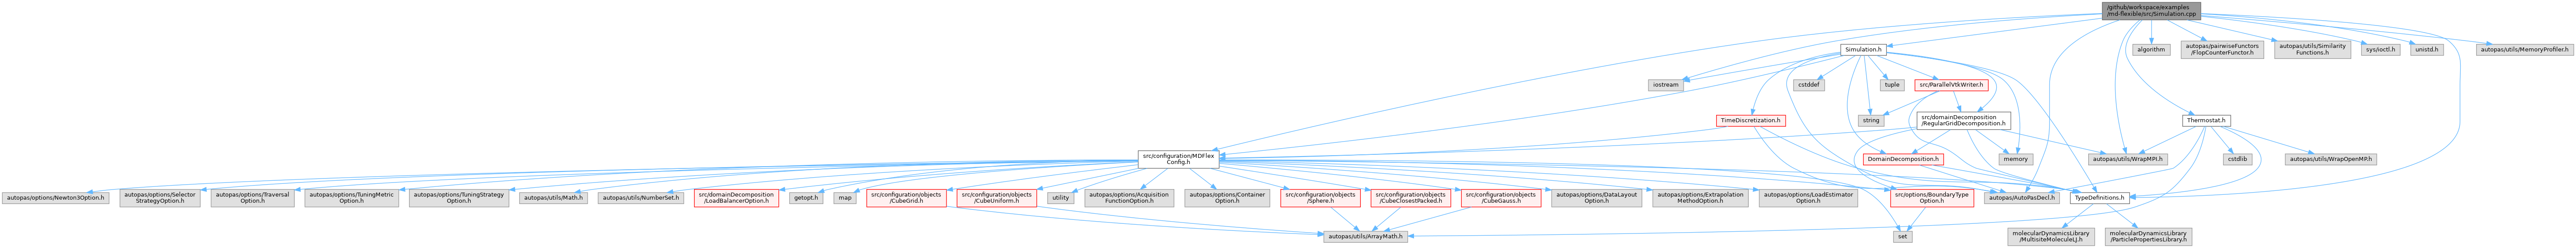 /github/workspace/examples
/md-flexible/src/Simulation.cpp
Simulation.h
algorithm
autopas/pairwiseFunctors
/FlopCounterFunctor.h
autopas/utils/Similarity
Functions.h
sys/ioctl.h
unistd.h
autopas/utils/MemoryProfiler.h
iostream
cstddef
tuple
src/ParallelVtkWriter.h
TimeDiscretization.h
string
src/domainDecomposition
/RegularGridDecomposition.h
Thermostat.h
src/configuration/MDFlex
Config.h
DomainDecomposition.h
memory
autopas/utils/WrapMPI.h
cstdlib
autopas/utils/WrapOpenMP.h
autopas/options/Newton3Option.h
autopas/options/Selector
StrategyOption.h
autopas/options/Traversal
Option.h
autopas/options/TuningMetric
Option.h
autopas/options/TuningStrategy
Option.h
autopas/utils/Math.h
autopas/utils/NumberSet.h
src/domainDecomposition
/LoadBalancerOption.h
getopt.h
map
src/configuration/objects
/CubeGrid.h
src/configuration/objects
/CubeUniform.h
utility
autopas/options/Acquisition
FunctionOption.h
autopas/options/Container
Option.h
src/configuration/objects
/Sphere.h
src/configuration/objects
/CubeClosestPacked.h
src/configuration/objects
/CubeGauss.h
autopas/options/DataLayout
Option.h
autopas/options/Extrapolation
MethodOption.h
autopas/options/LoadEstimator
Option.h
src/options/BoundaryType
Option.h
autopas/AutoPasDecl.h
TypeDefinitions.h
autopas/utils/ArrayMath.h
set
molecularDynamicsLibrary
/MultisiteMoleculeLJ.h
molecularDynamicsLibrary
/ParticlePropertiesLibrary.h